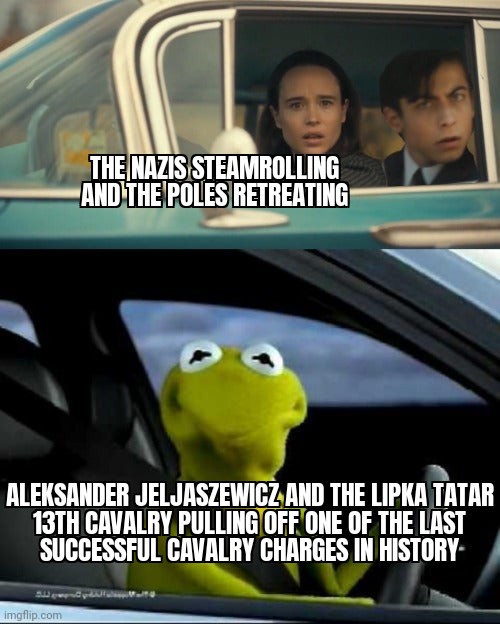 THE NAZIS STEAMROLLING
AND THE POLES RETREATING
ALEKSANDER JELJASZEWICZ AND THE LIPKA TATAR
13TH CAVALRY PULLING OFF ONE OF THE LAST
SUCCESSFUL CAVALRY CHARGES IN HISTORY
imgflip.com